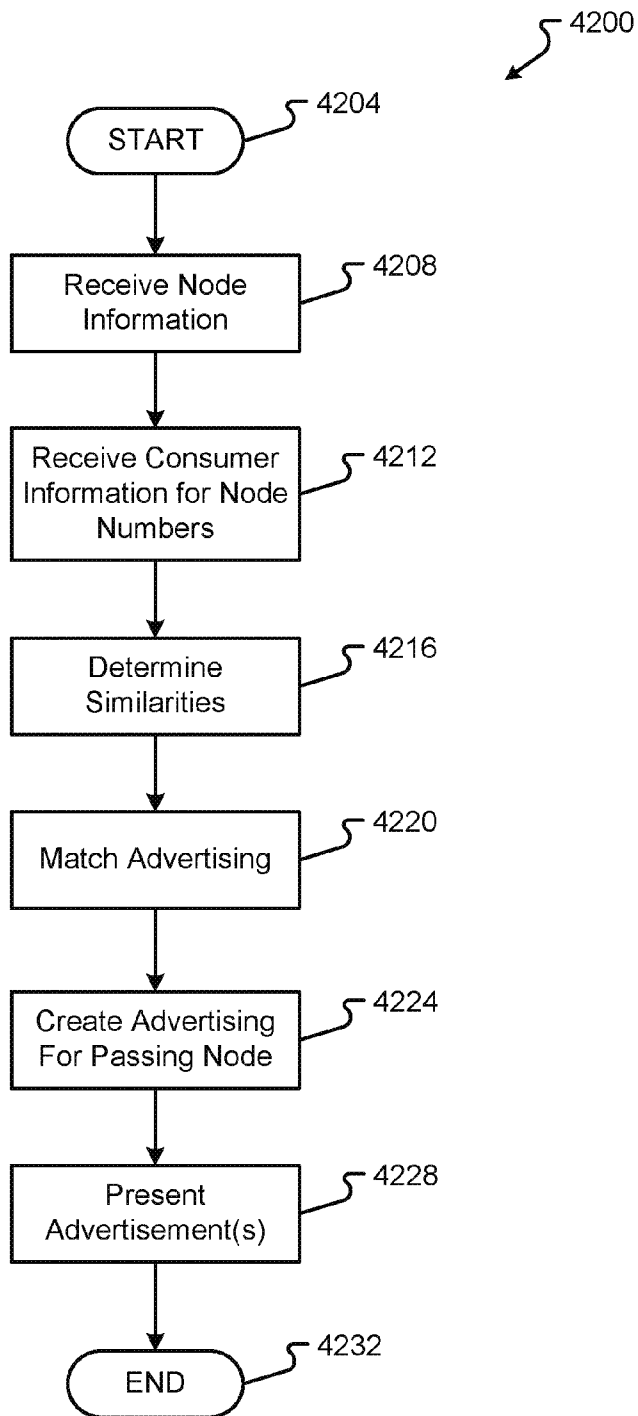 4200
4204
START
4208
Receive Node
Information
4212
Receive Consumer
Information for Node
Numbers
4216
Determine
Similarities
4220
Match Advertising
4224
Create Advertising
For Passing Node
4228
Present
Advertisement(s)
4232
END